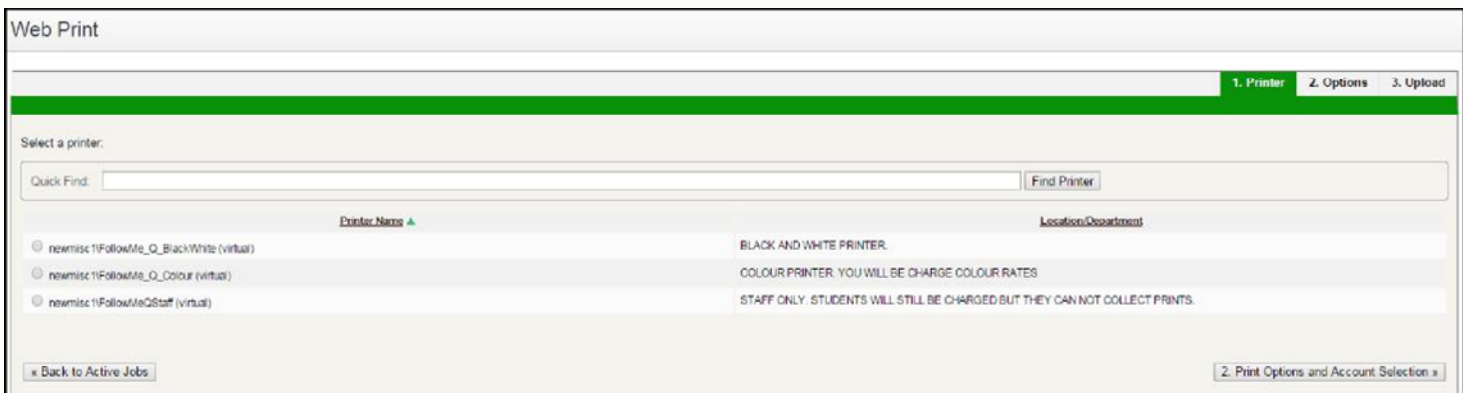 Web Print
1. Printer 2. Options 3. Upload
Select a printer:
Quick Find: Find Printer
Printer Name ▲ Location/Department
newmisc1\FollowMe_Q_BlackWhite (virtual) BLACK AND WHITE PRINTER.
newmisc1\FollowMe_Q_Colour (virtual) COLOUR PRINTER. YOU WILL BE CHARGE COLOUR RATES
newmisc1\FollowMeQStaff (virtual) STAFF ONLY. STUDENTS WILL STILL BE CHARGED BUT THEY CAN NOT COLLECT PRINTS.
« Back to Active Jobs 2. Print Options and Account Selection »